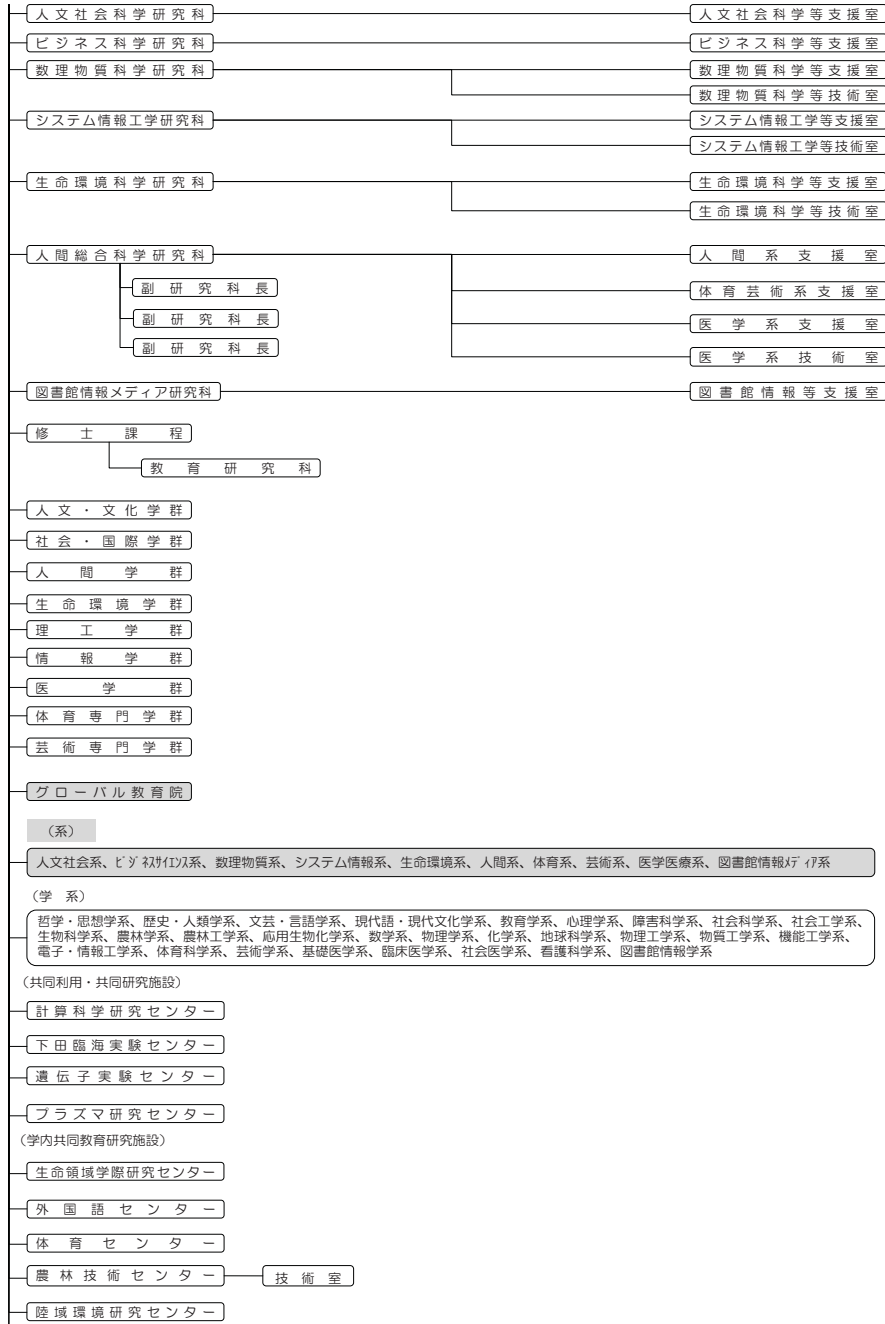 人文社会科学研究科 人文社会科学等支援室
ビジネス科学研究科 ビジネス科学等支援室
数理物質科学研究科 数理物質科学等支援室
数理物質科学等技術室
システム情報工学研究科 システム情報工学等支援室
システム情報工学等技術室
生命環境科学研究科 生命環境科学等支援室
生命環境科学等技術室
人間総合科学研究科 人間系支援室
副研究科長 体育芸術系支援室
副研究科長 医学系支援室
副研究科長 医学系技術室
図書館情報メディア研究科 図書館情報等支援室
修士課程
教育研究科
人文・文化学群
社会・国際学群
人間学群
生命環境学群
理工学群
情報学群
医学群
体育専門学群
芸術専門学群
グローバル教育院
（系）
人文社会系、ビジネスサイエンス系、数理物質系、システム情報系、生命環境系、人間系、体育系、芸術系、医学医療系、図書館情報メディア系
（学　系）
哲学・思想学系、歴史・人類学系、文芸・言語学系、現代語・現代文化学系、教育学系、心理学系、障害科学系、社会科学系、社会工学系、
生物科学系、農林学系、農林工学系、応用生物化学系、数学系、物理学系、化学系、地球科学系、物理工学系、物質工学系、機能工学系、
電子・情報工学系、体育科学系、芸術学系、基礎医学系、臨床医学系、社会医学系、看護科学系、図書館情報学系
（共同利用・共同研究施設）
計算科学研究センター
下田臨海実験センター
遺伝子実験センター
プラズマ研究センター
（学内共同教育研究施設）
生命領域学際研究センター
外国語センター
体育センター
農林技術センター 技術室
陸域環境研究センター